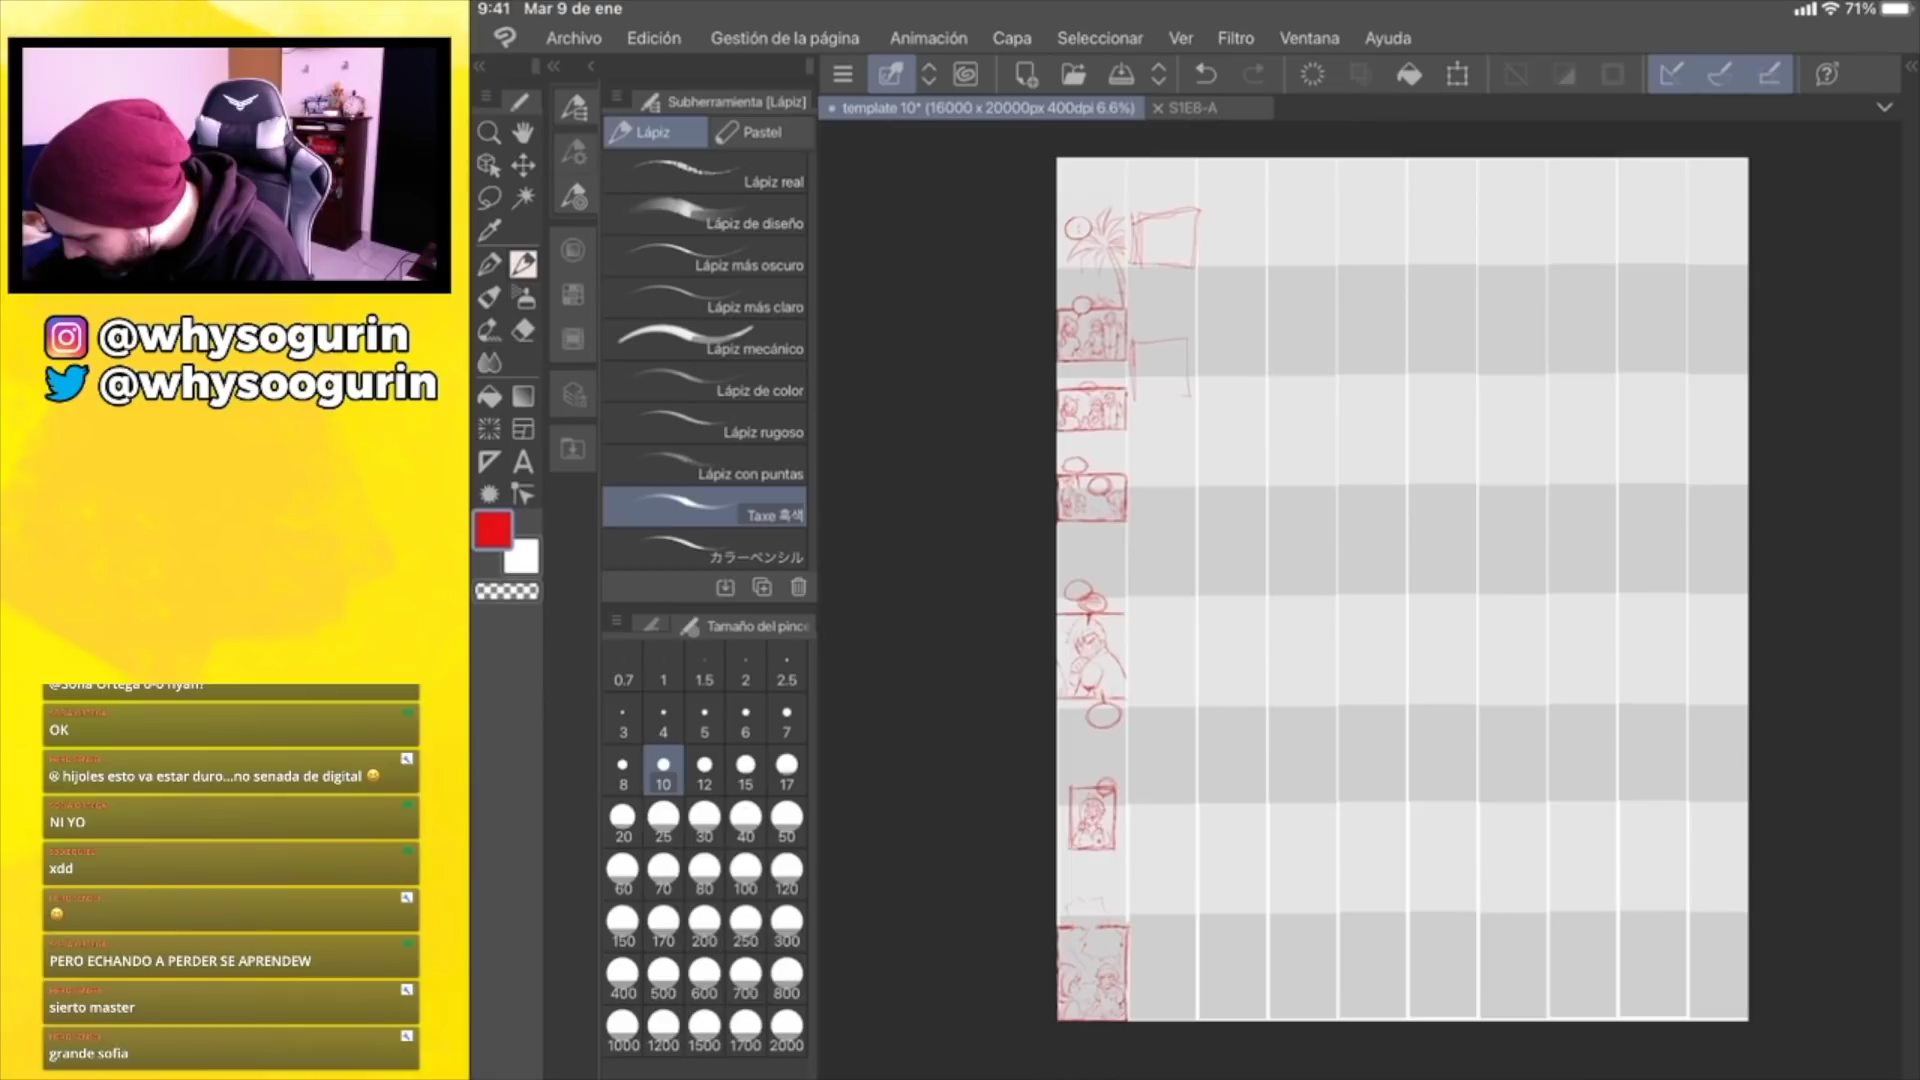 9:41 Mar 9 de ene
71%
Archivo Edición Gestión de la página Animación Capa Seleccionar Ver Filtro Ventana Ayuda
Subherramienta [Lápiz]
template 10* (16000 x 20000px 400dpi 6.6%)
S1E8-A
Lápiz Pastel
Lápiz real
Lápiz de diseño
Lápiz más oscuro
Lápiz más claro
Lápiz mecánico
Lápiz de color
Lápiz rugoso
Lápiz con puntas
Taxe 흑색
カラーペンシル
Tamaño del pince
0.7 1 1.5 2 2.5
3 4 5 6 7
8 10 12 15 17
20 25 30 40 50
60 70 80 100 120
150 170 200 250 300
400 500 600 700 800
1000 1200 1500 1700 2000
@whysogurin
@whysoogurin
OK
hijoles esto va estar duro...no senada de digital
NI YO
xdd
PERO ECHANDO A PERDER SE APRENDEW
sierto master
grande sofia